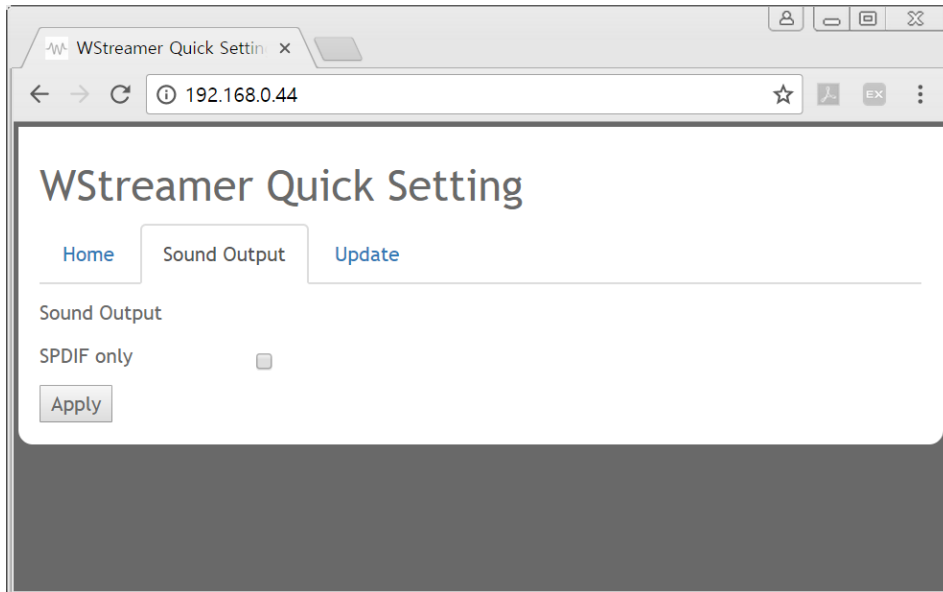 WStreamer Quick Settin
192.168.0.44
EX
WStreamer Quick Setting
Home Sound Output Update
Sound Output
SPDIF only
Apply